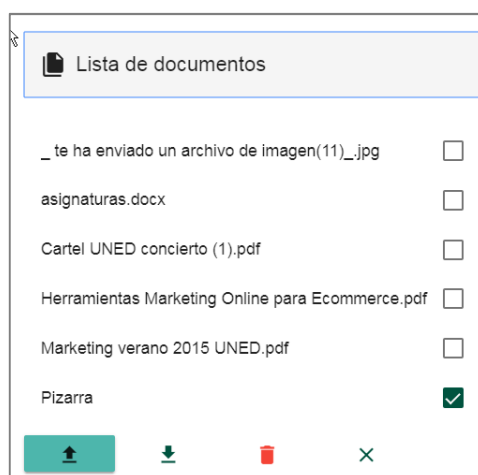 Lista de documentos
_ te ha enviado un archivo de imagen(11)_.jpg
asignaturas.docx
Cartel UNED concierto (1).pdf
Herramientas Marketing Online para Ecommerce.pdf
Marketing verano 2015 UNED.pdf
Pizarra